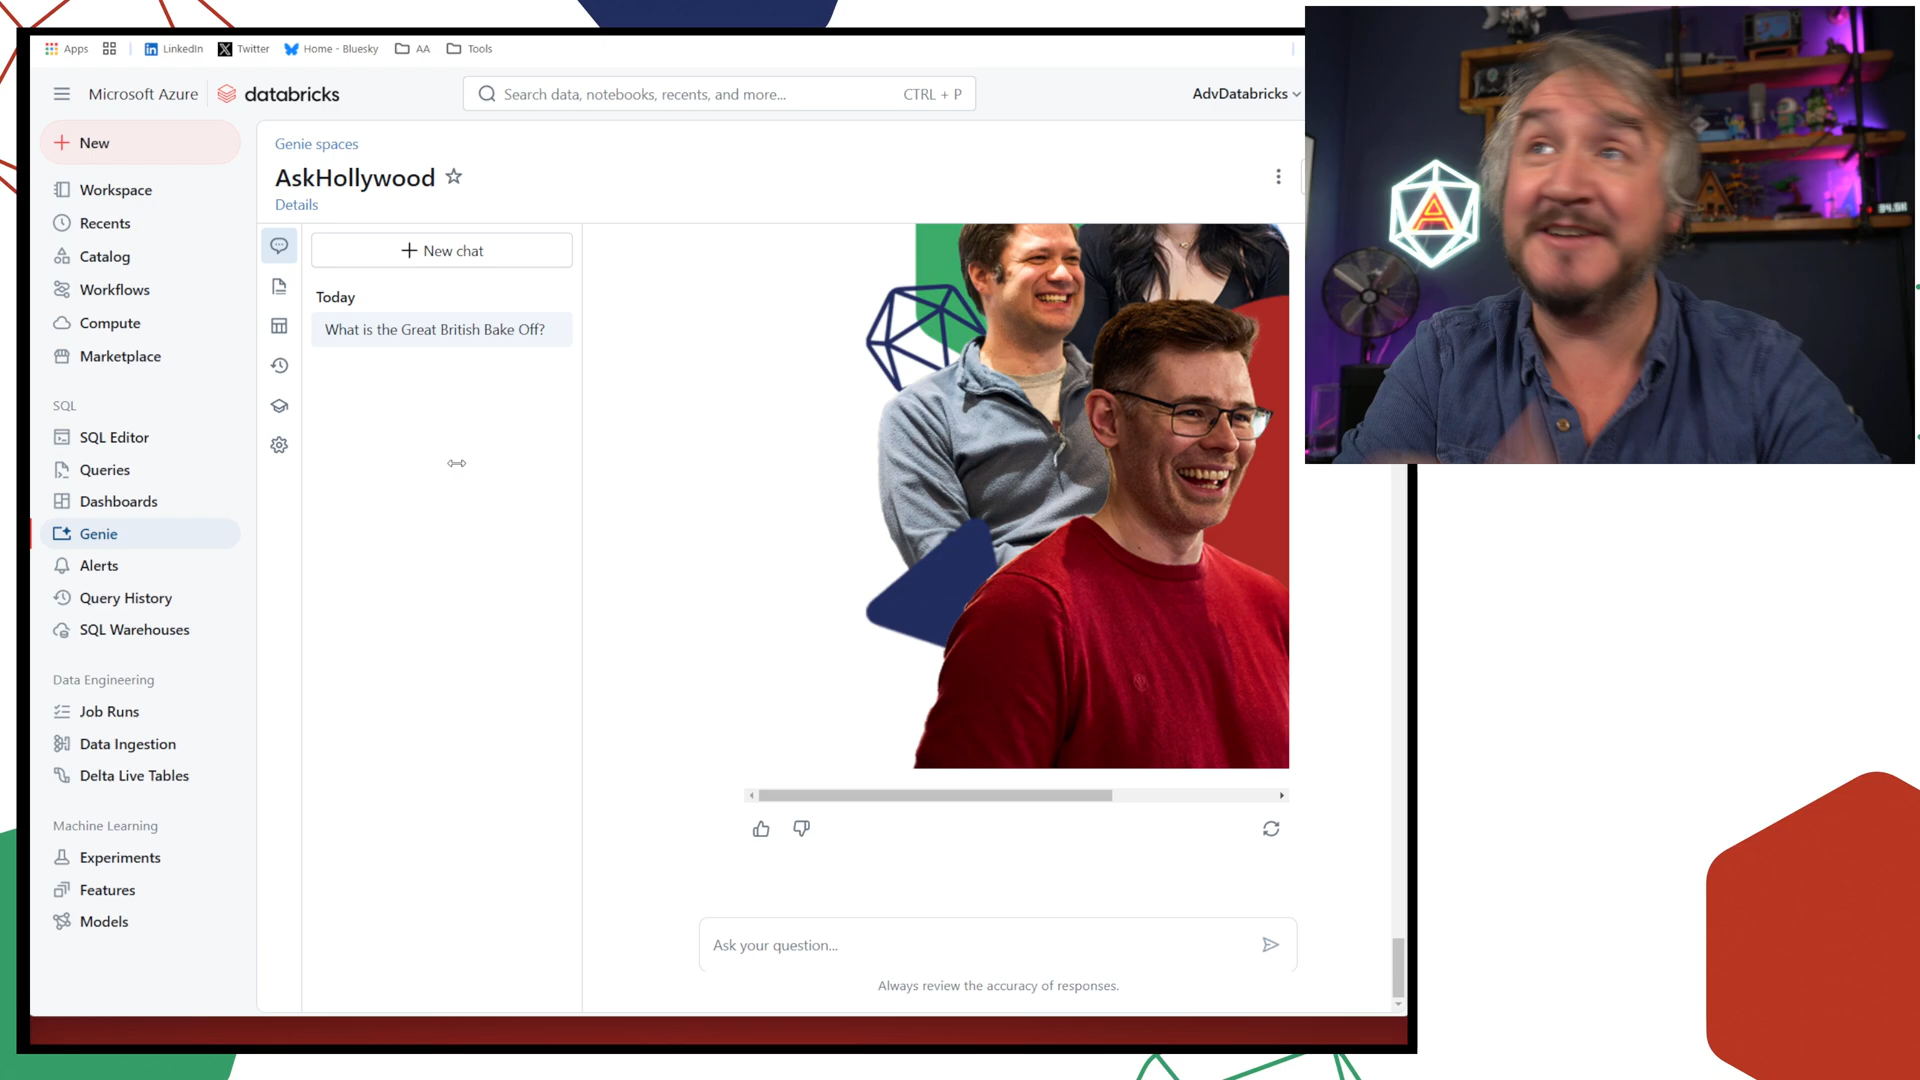 Apps
LinkedIn
Twitter
Home - Bluesky
AA
Tools
Microsoft Azure
databricks
Search data, notebooks, recents, and more...
CTRL + P
AdvDatabricks
New
Workspace
Recents
Catalog
Workflows
Compute
Marketplace
SQL
SQL Editor
Queries
Dashboards
Genie
Alerts
Query History
SQL Warehouses
Data Engineering
Job Runs
Data Ingestion
Delta Live Tables
Machine Learning
Experiments
Features
Models
Genie spaces
AskHollywood
Details
New chat
Today
What is the Great British Bake Off?
Ask your question...
Always review the accuracy of responses.
A